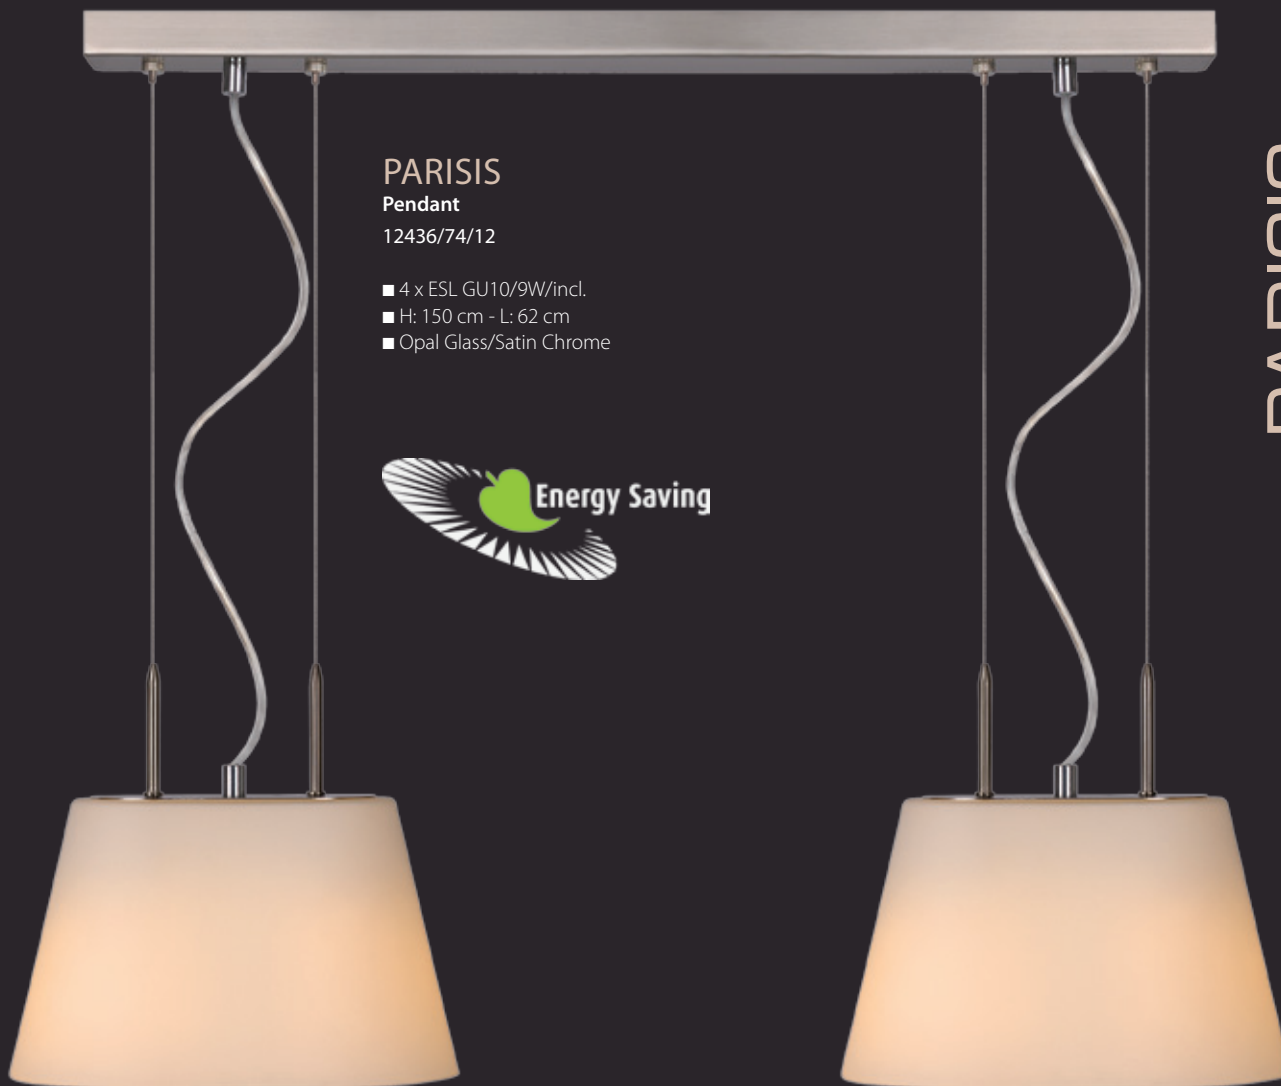 PARISIS
Pendant
12436/74/12
■ 4 x ESL GU10/9W/incl.
■ H: 150 cm - L: 62 cm
■ Opal Glass/Satin Chrome
Energy Saving